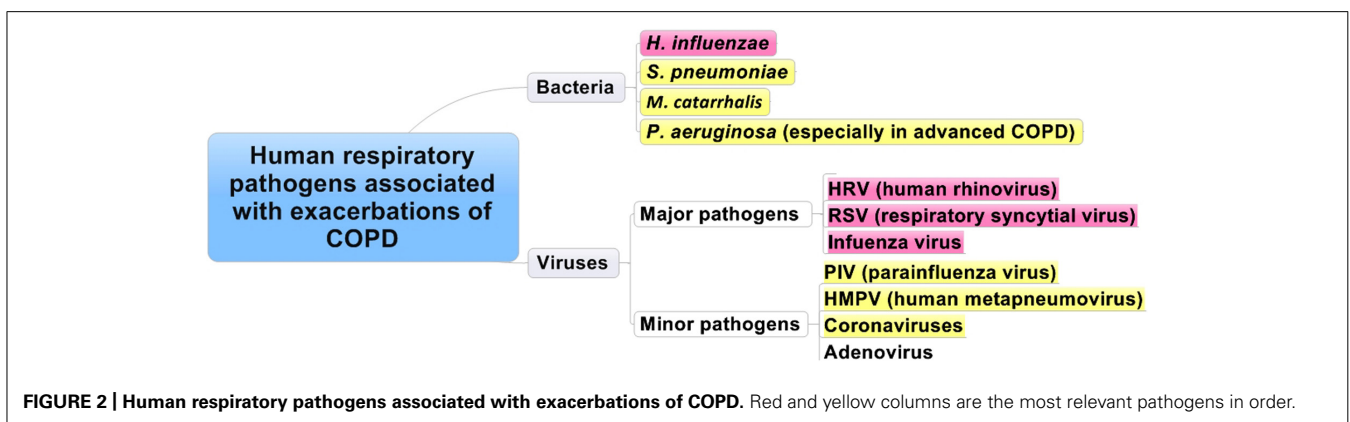 Human respiratory
pathogens associated
with exacerbations of
COPD
Bacteria
H. influenzae
S. pneumoniae
M. catarrhalis
P. aeruginosa (especially in advanced COPD)
Viruses
Major pathogens
HRV (human rhinovirus)
RSV (respiratory syncytial virus)
Infuenza virus
Minor pathogens
PIV (parainfluenza virus)
HMPV (human metapneumovirus)
Coronaviruses
Adenovirus
FIGURE 2 | Human respiratory pathogens associated with exacerbations of COPD. Red and yellow columns are the most relevant pathogens in order.